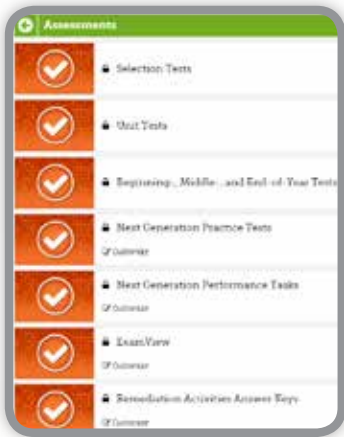 Assessments
Selection Tests
Unit Tests
Beginning-, Middle-, and End-of-Year Tests
Next Generation Practice Tests
Customize
Next Generation Performance Tasks
Customize
ExamView
Customize
Remediation Activities Answer Keys
Customize